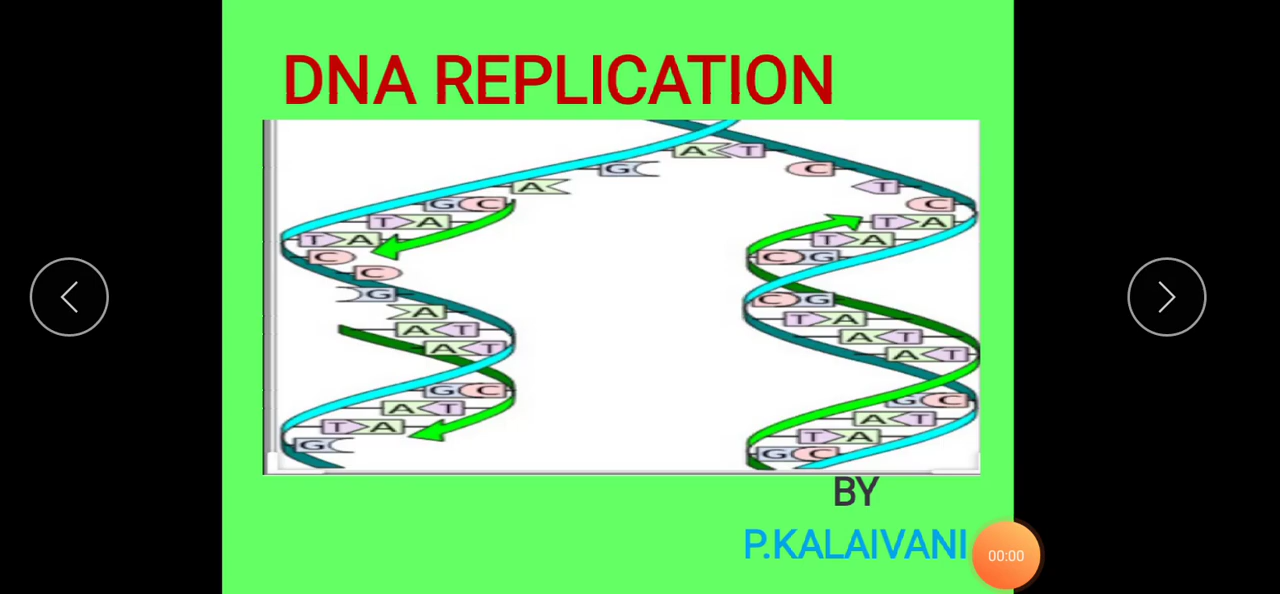 DNA REPLICATION
A T
G C
A T
G C C
T A T A
T A T A
C C G
C
G C G
A T A
A T A T
A T A T
G C G C
A T A T
T A T A
G G C
BY
P.KALAIVANI
00:00